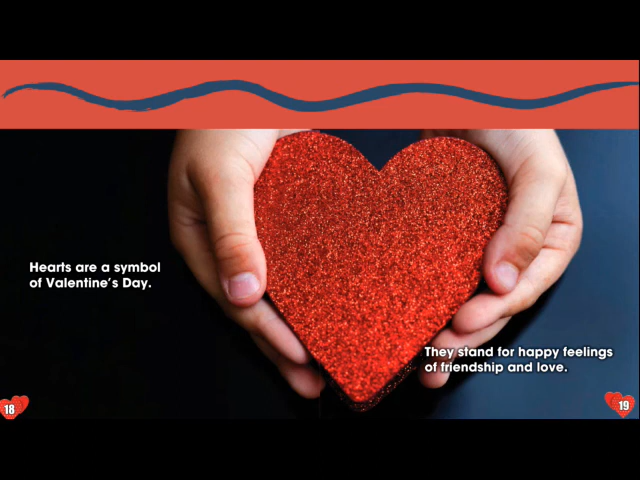 Hearts are a symbol
of Valentine's Day.
They stand for happy feelings
of friendship and love.
18
19